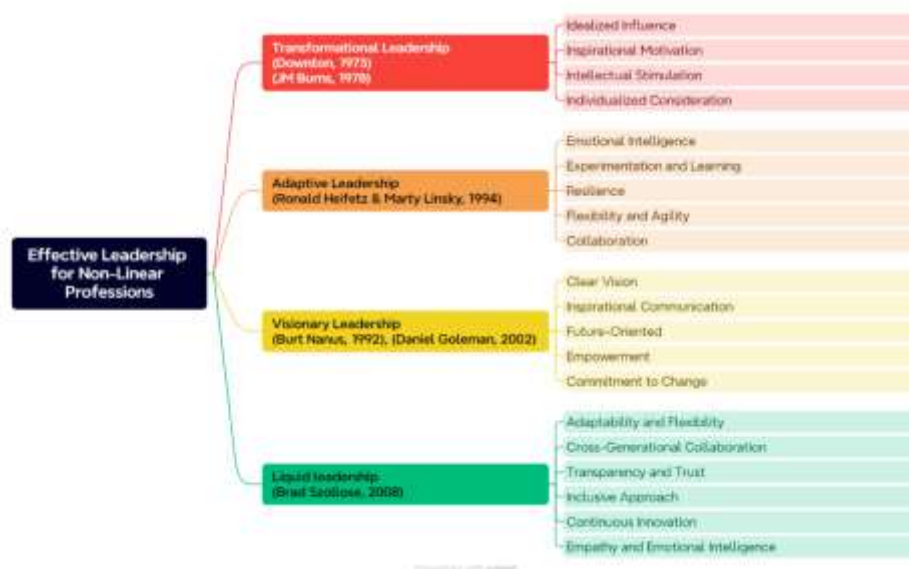 Effective Leadership
for Non-Linear
Professions
Transformational Leadership
(Downton, 1973)
(JM Burns, 1978)
Idealized Influence
Inspirational Motivation
Intellectual Stimulation
Individualized Consideration
Adaptive Leadership
(Ronald Heifetz & Marty Linsky, 1994)
Emotional Intelligence
Experimentation and Learning
Resilience
Flexibility and Agility
Collaboration
Visionary Leadership
(Burt Nanus, 1992), (Daniel Goleman, 2002)
Clear Vision
Inspirational Communication
Future-Oriented
Empowerment
Commitment to Change
Liquid leadership
(Brad Szollose, 2008)
Adaptability and Flexibility
Cross-Generational Collaboration
Transparency and Trust
Inclusive Approach
Continuous Innovation
Empathy and Emotional Intelligence